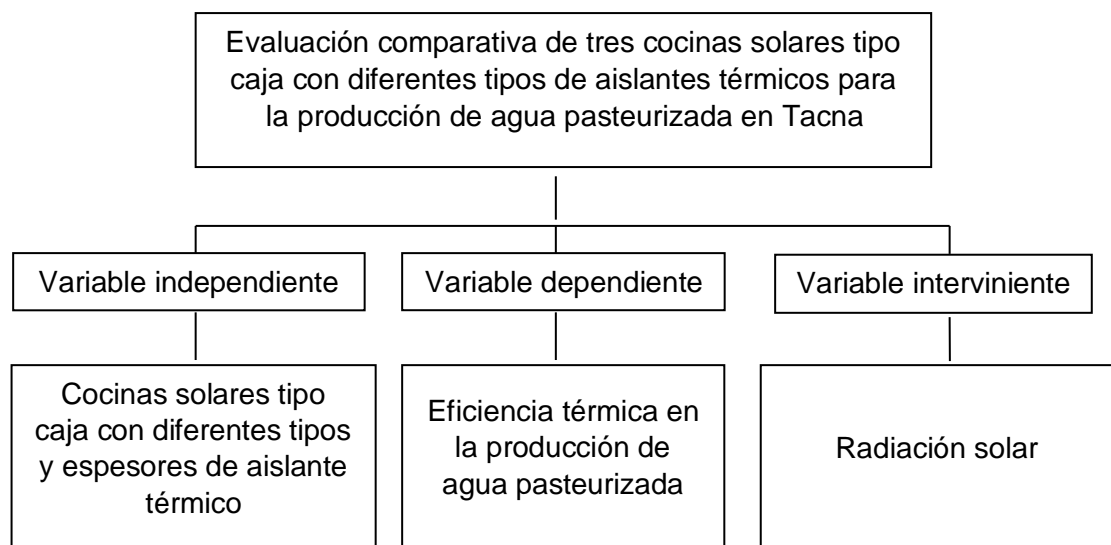 Evaluación comparativa de tres cocinas solares tipo
caja con diferentes tipos de aislantes térmicos para
la producción de agua pasteurizada en Tacna
Variable independiente
Variable dependiente
Variable interviniente
Cocinas solares tipo
caja con diferentes tipos
y espesores de aislante
térmico
Eficiencia térmica en
la producción de
agua pasteurizada
Radiación solar